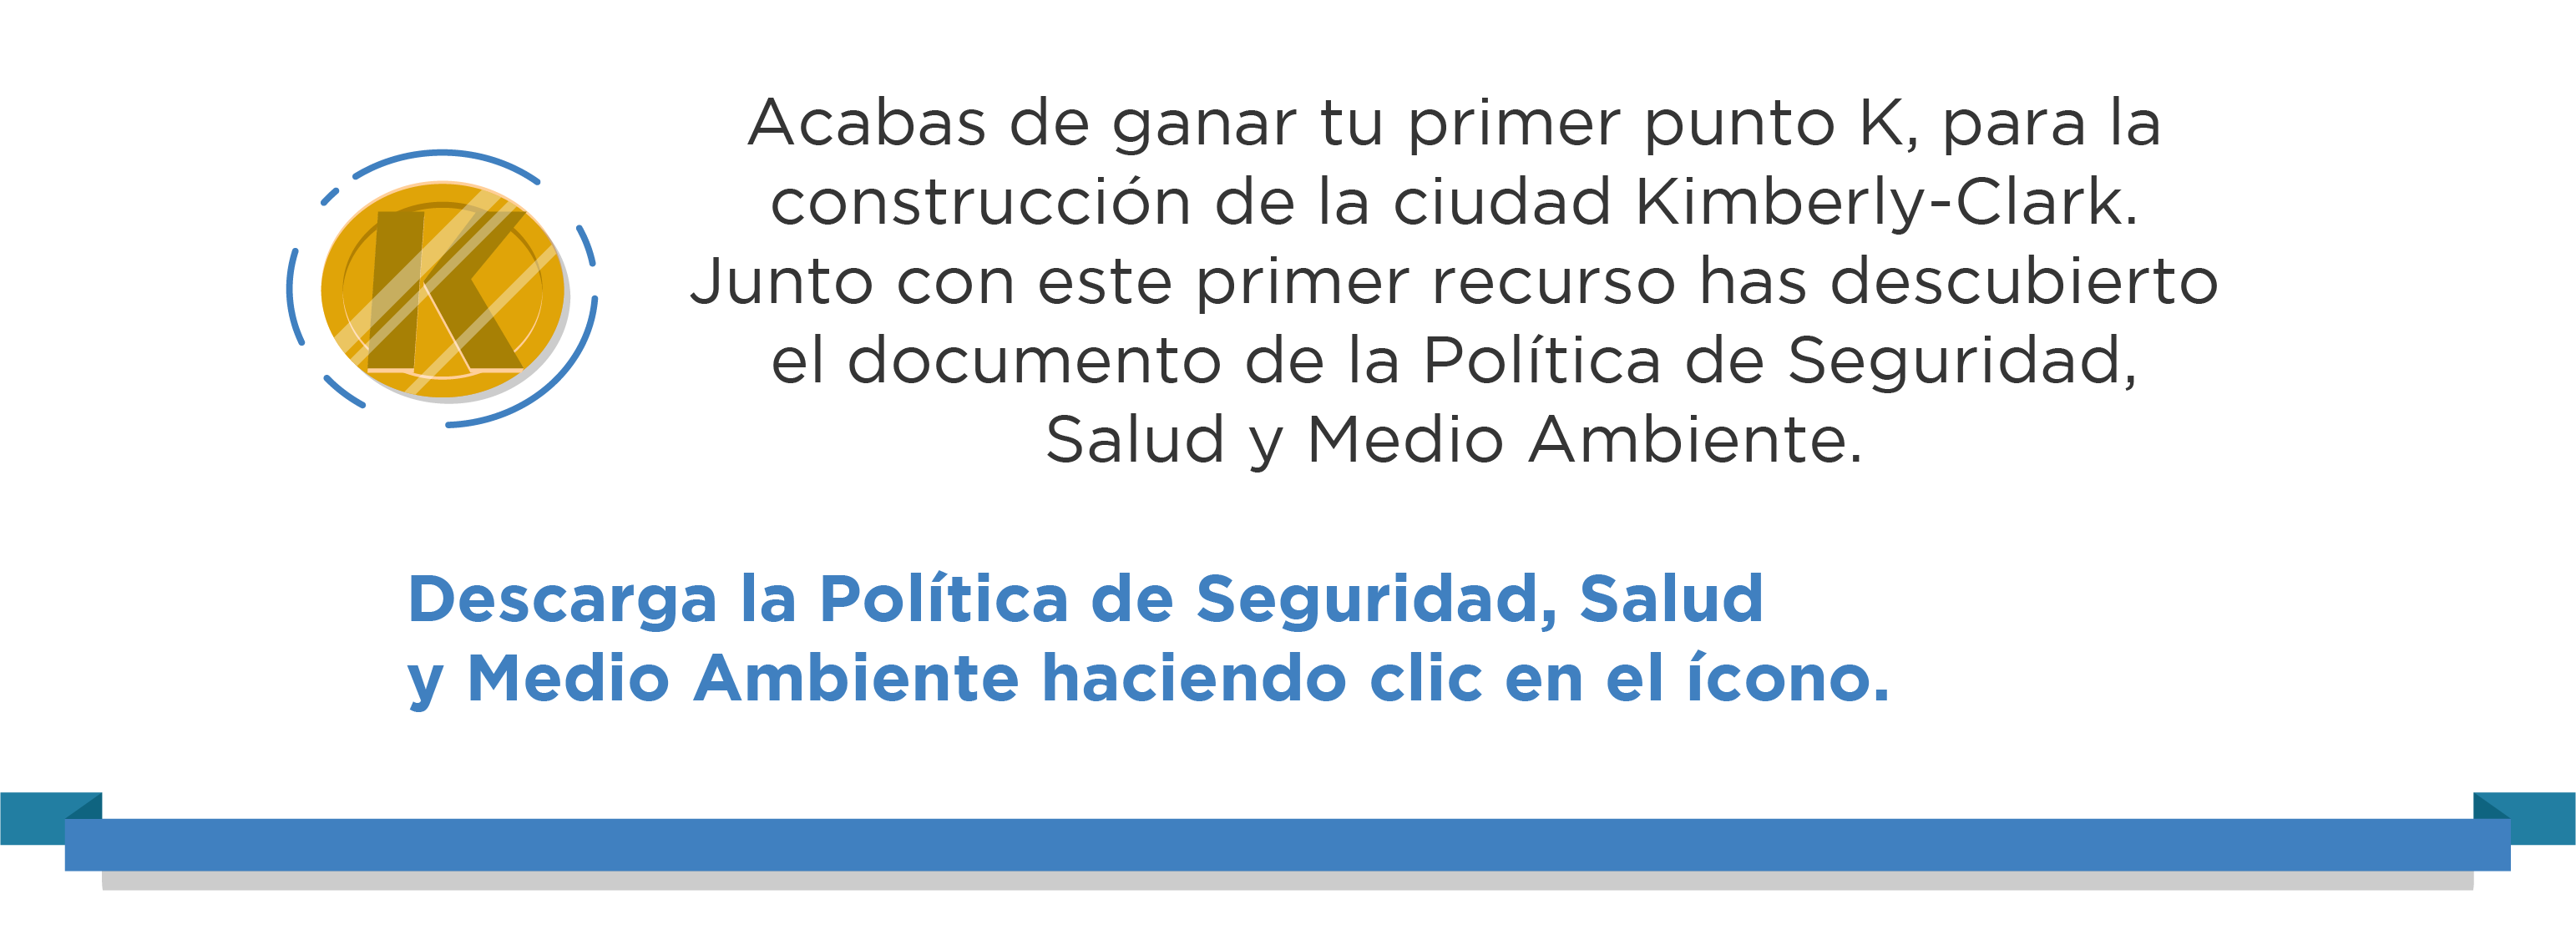 K
Acabas de ganar tu primer punto K, para la
construcción de la ciudad Kimberly-Clark.
Junto con este primer recurso has descubierto
el documento de la Política de Seguridad,
Salud y Medio Ambiente.
Descarga la Política de Seguridad, Salud
y Medio Ambiente haciendo clic en el ícono.